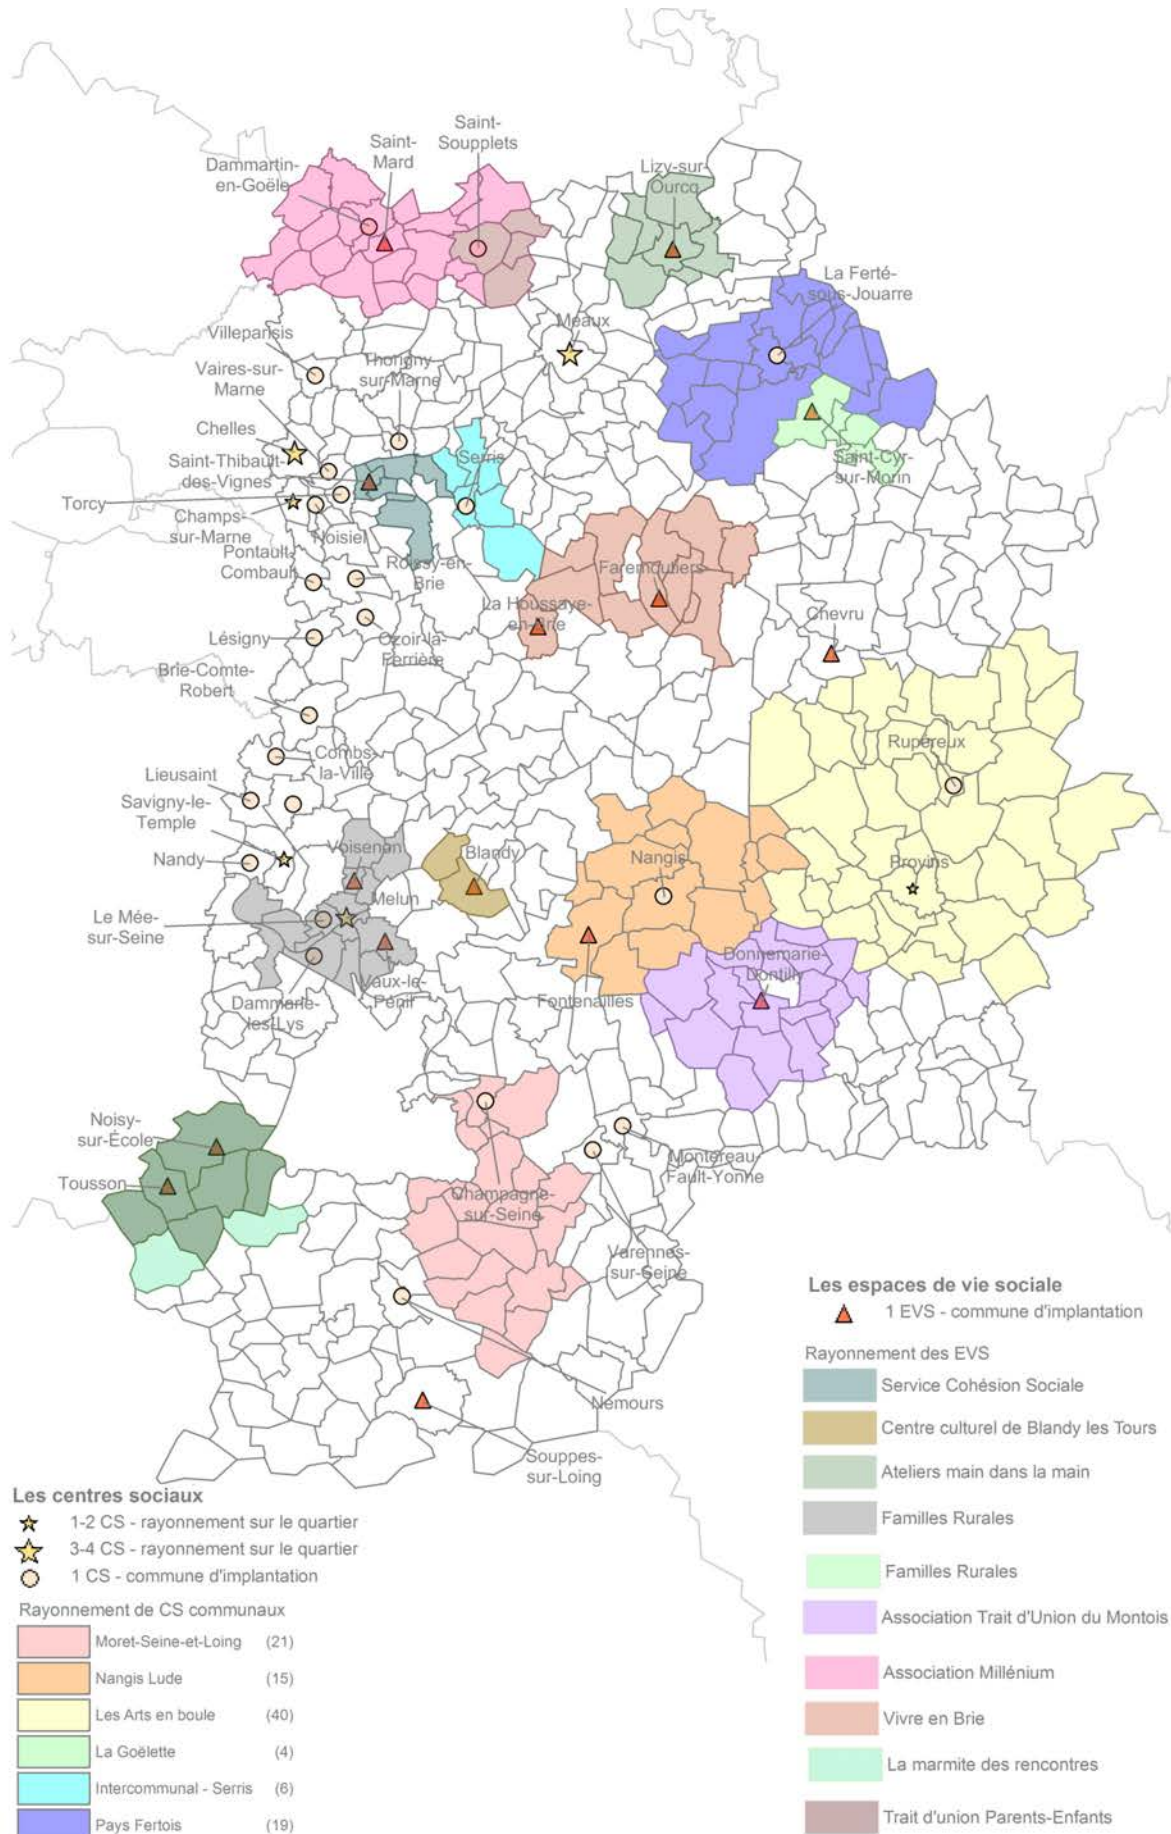 Saint-
Soupplets
Saint-
Mard
Dammartin-
en-Goële
Lizy-sur-
Ourcq
La Ferté-
sous-Jouarre
Meaux
Villeparisis
Thorigny-
sur-Marne
Vaires-sur-
Marne
Chelles
Saint-Thibault-
des-Vignes
Serris
Saint-Cyr-
sur-Morin
Torcy
Champs-
sur-Marne
Noisiel
Pontault-
Combault
Roissy-en-
Brie
Faremoutiers
La Houssaye-
en-Brie
Chevru
Lésigny
Ozoir-la-
Ferrière
Brie-Comte-
Robert
Rupéreux
Combs-
la-Ville
Lieusaint
Savigny-le-
Temple
Voisenon
Blandy
Nangis
Provins
Nandy
Melun
Le Mée-
sur-Seine
Donnemarie-
Dontilly
Vaux-le-
Pénil
Dammarie-
les-Lys
Fontenailles
Noisy-
sur-École
Tousson
Montereau-
Fault-Yonne
Champagne-
sur-Seine
Varennes-
sur-Seine
Nemours
Souppes-
sur-Loing
Les centres sociaux
1-2 CS - rayonnement sur le quartier
3-4 CS - rayonnement sur le quartier
1 CS - commune d'implantation
Rayonnement de CS communaux
Moret-Seine-et-Loing (21)
Nangis Lude (15)
Les Arts en boule (40)
La Goëlette (4)
Intercommunal - Serris (6)
Pays Fertois (19)
Les espaces de vie sociale
1 EVS - commune d'implantation
Rayonnement des EVS
Service Cohésion Sociale
Centre culturel de Blandy les Tours
Ateliers main dans la main
Familles Rurales
Familles Rurales
Association Trait d'Union du Montois
Association Millénium
Vivre en Brie
La marmite des rencontres
Trait d'union Parents-Enfants